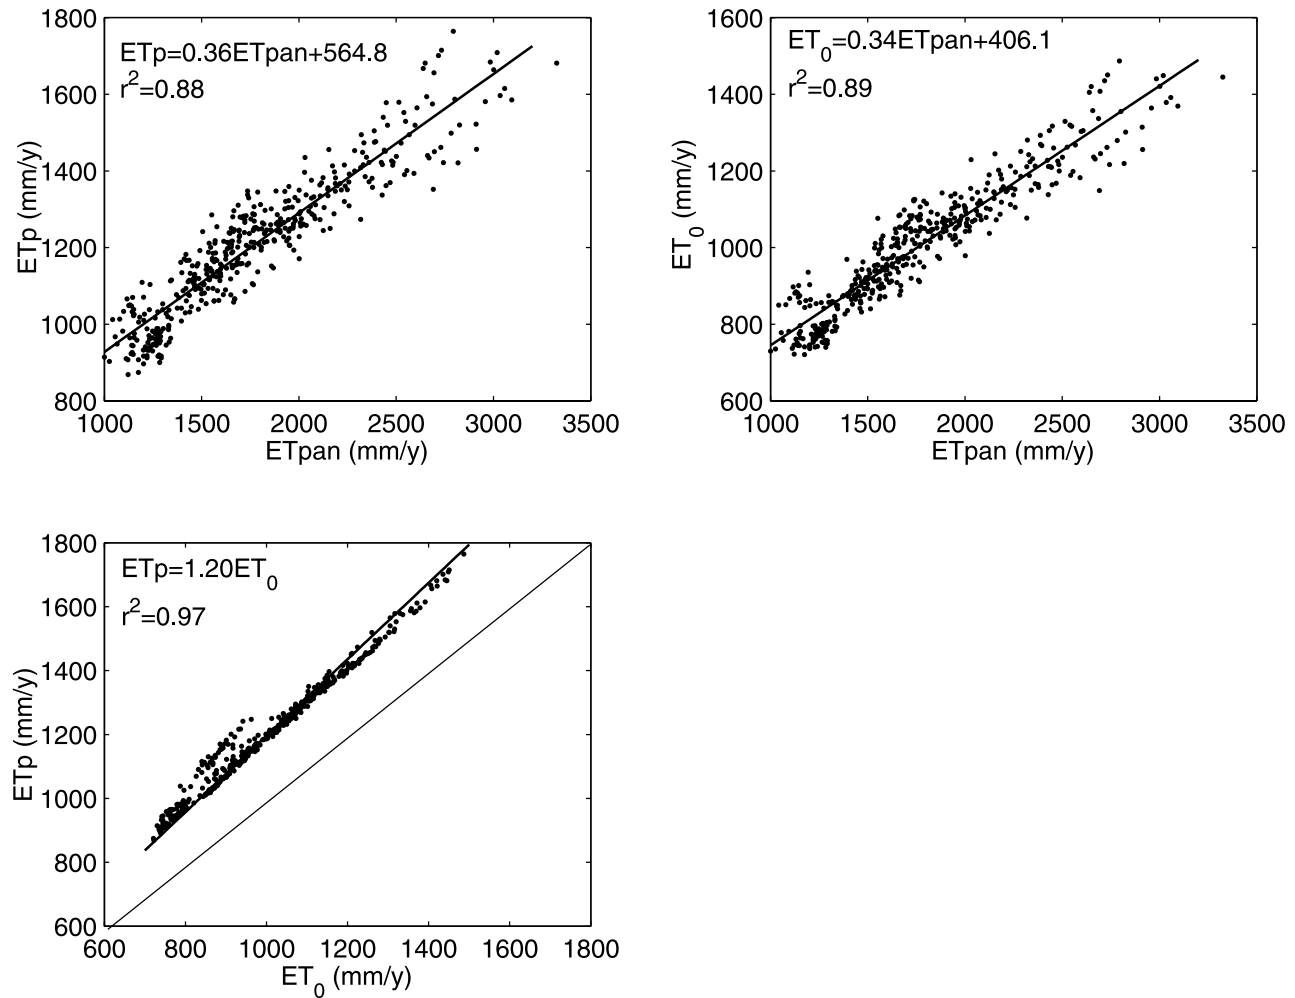 1800
1600
1400
1200
1000
800
ETp (mm/y)
ETp=0.36ETpan+564.8
r2=0.88
1000 1500 2000 2500 3000 3500
ETpan (mm/y)
1600
1400
1200
1000
800
600
ET0 (mm/y)
ET0=0.34ETpan+406.1
r2=0.89
1000 1500 2000 2500 3000 3500
ETpan (mm/y)
1800
1600
1400
1200
1000
800
600
ETp (mm/y)
ETp=1.20ET0
r2=0.97
600 800 1000 1200 1400 1600 1800
ET0 (mm/y)